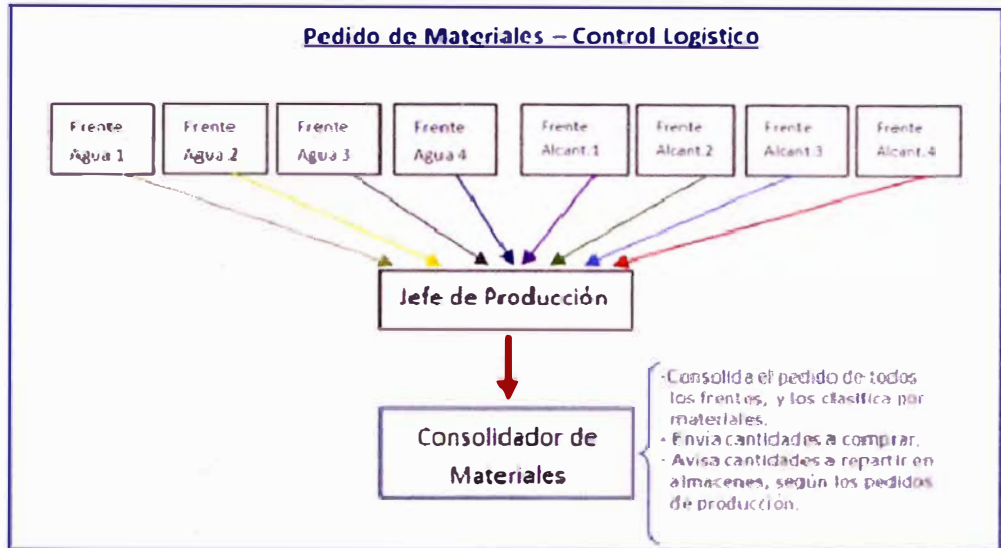 Pedido de Materiales – Control Logístico
Frente
Agua 1
Frente
Agua 2
Frente
Agua 3
Frente
Agua 4
Frente
Alcant.1
Frente
Alcant.2
Frente
Alcant.3
Frente
Alcant.4
Jefe de Producción
Consolidador de
Materiales
-Consolida el pedido de todos
los frentes, y los clasifica por
materiales.
- Envia cantidades a comprar.
- Avisa cantidades a repartir en
almacenes, según los pedidos
de producción.